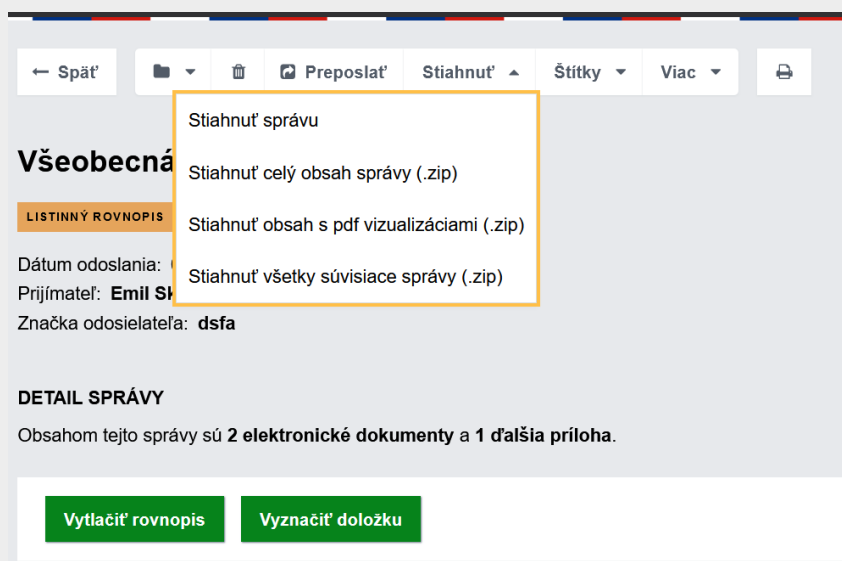 ← Späť
Preposlať
Stiahnuť
Štítky
Viac
Stiahnuť správu
Stiahnuť celý obsah správy (.zip)
Stiahnuť obsah s pdf vizualizáciami (.zip)
Stiahnuť všetky súvisiace správy (.zip)
Všeobecná
LISTINNÝ ROVNOPIS
Dátum odoslania:
Prijímateľ: Emil
Značka odosielateľa: dsfa
DETAIL SPRÁVY
Obsahom tejto správy sú 2 elektronické dokumenty a 1 ďalšia príloha.
Vytlačiť rovnopis
Vyznačiť doložku